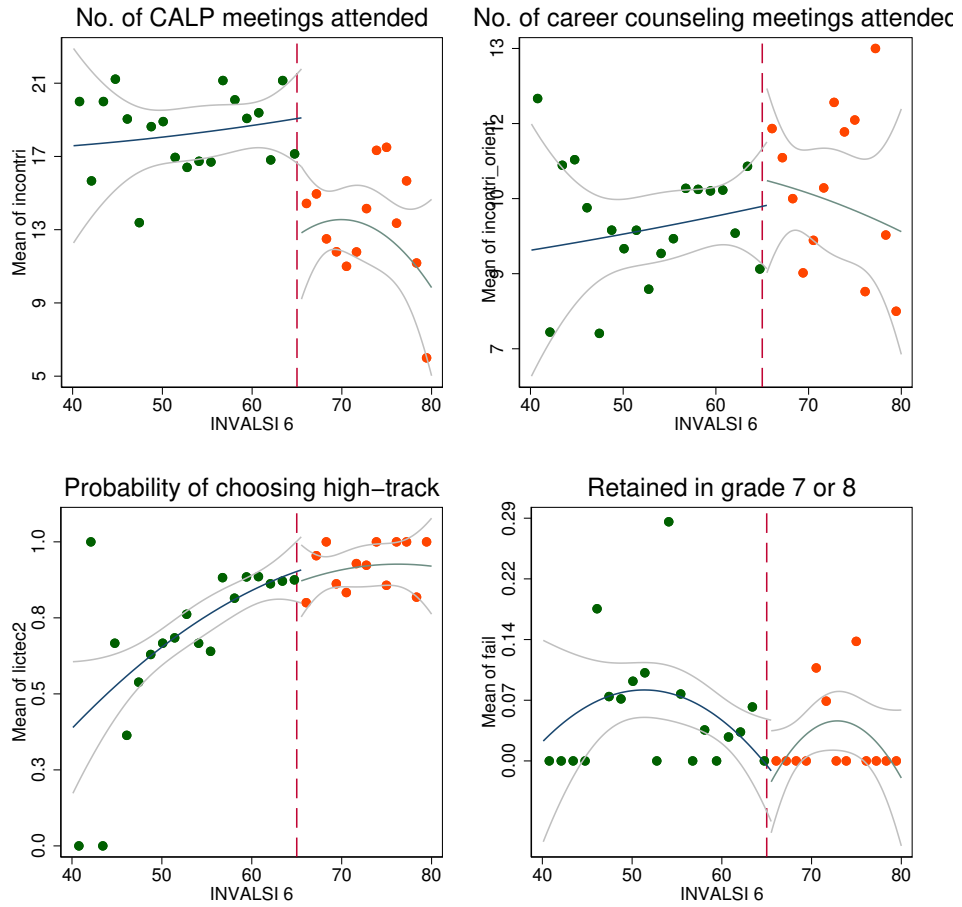 No. of CALP meetings attended
Mean of incontri
21
17
13
9
5
40 50 60 70 80
INVALSI 6
No. of career counseling meetings attended
Mean of incontri_orient
13
12
10
9
7
40 50 60 70 80
INVALSI 6
Probability of choosing high−track
Mean of lictec2
1.0
0.8
0.5
0.3
0.0
40 50 60 70 80
INVALSI 6
Retained in grade 7 or 8
Mean of fail
0.29
0.22
0.14
0.07
0.00
40 50 60 70 80
INVALSI 6